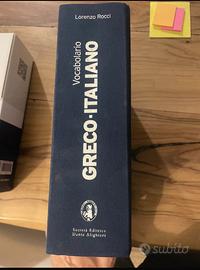 Lorenzo Rocci
Vocabolario
GRECO-ITALIANO
Società Editrice
Dante Alighieri
subito